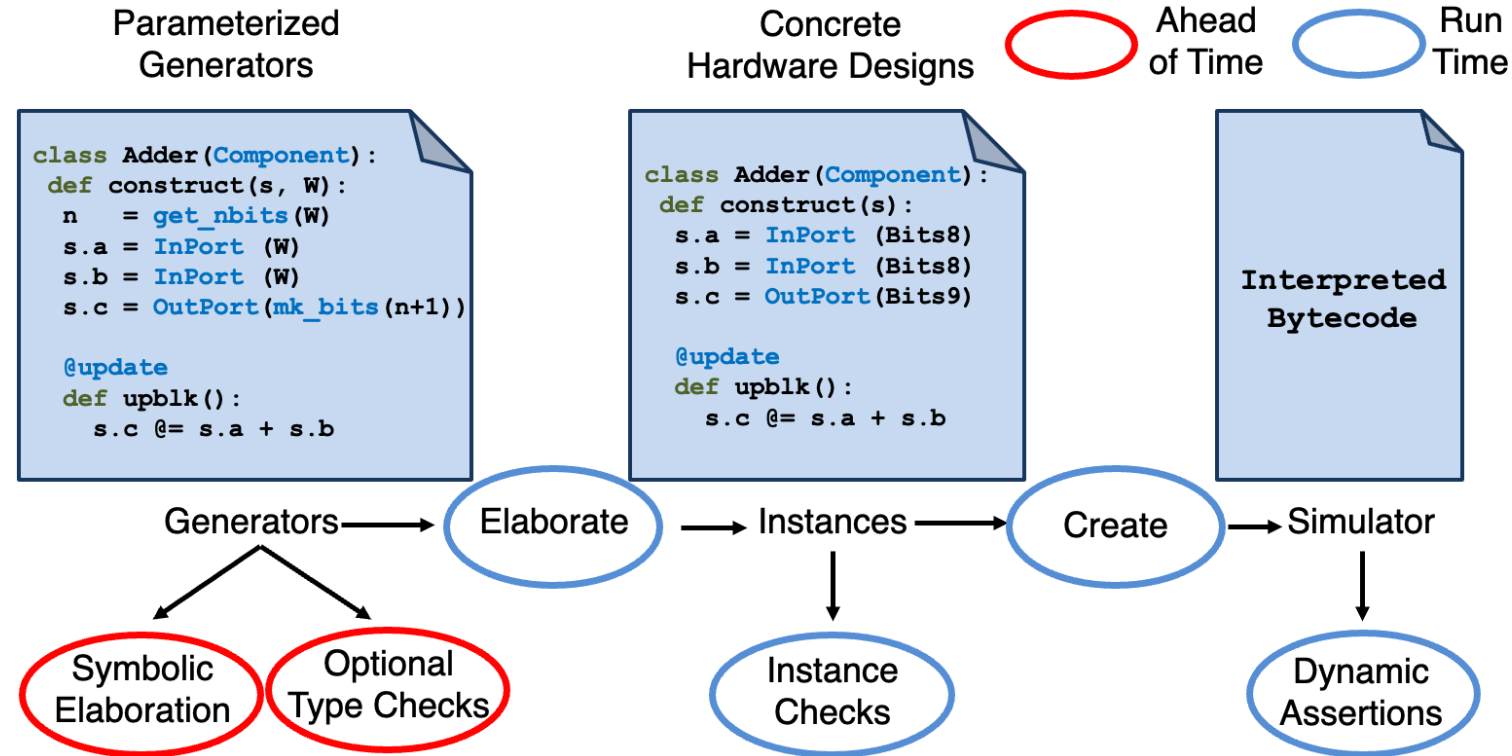 Parameterized
Generators
Concrete
Hardware Designs
Ahead
of Time
Run
Time
class Adder(Component):
 def construct(s, W):
  n   = get_nbits(W)
  s.a = InPort (W)
  s.b = InPort (W)
  s.c = OutPort(mk_bits(n+1))
  @update
  def upblk():
    s.c @= s.a + s.b
class Adder(Component):
 def construct(s):
  s.a = InPort (Bits8)
  s.b = InPort (Bits8)
  s.c = OutPort(Bits9)
  @update
  def upblk():
    s.c @= s.a + s.b
Interpreted
Bytecode
Generators
Elaborate
Instances
Create
Simulator
Symbolic
Elaboration
Optional
Type Checks
Instance
Checks
Dynamic
Assertions